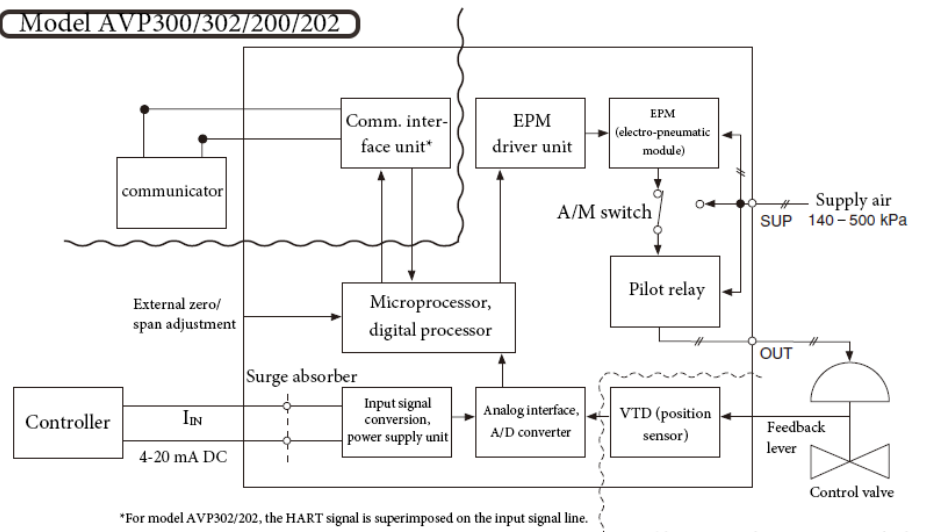 Model AVP300/302/200/202
Comm. inter-
face unit*
EPM
driver unit
EPM
(electro-pneumatic
module)
communicator
A/M switch
Supply air
SUP
140 – 500 kPa
Pilot relay
External zero/
span adjustment
Microprocessor,
digital processor
OUT
Surge absorber
Controller
IIN
4-20 mA DC
Input signal
conversion,
power supply unit
Analog interface,
A/D converter
VTD (position
sensor)
Feedback
lever
Control valve
*For model AVP302/202, the HART signal is superimposed on the input signal line.